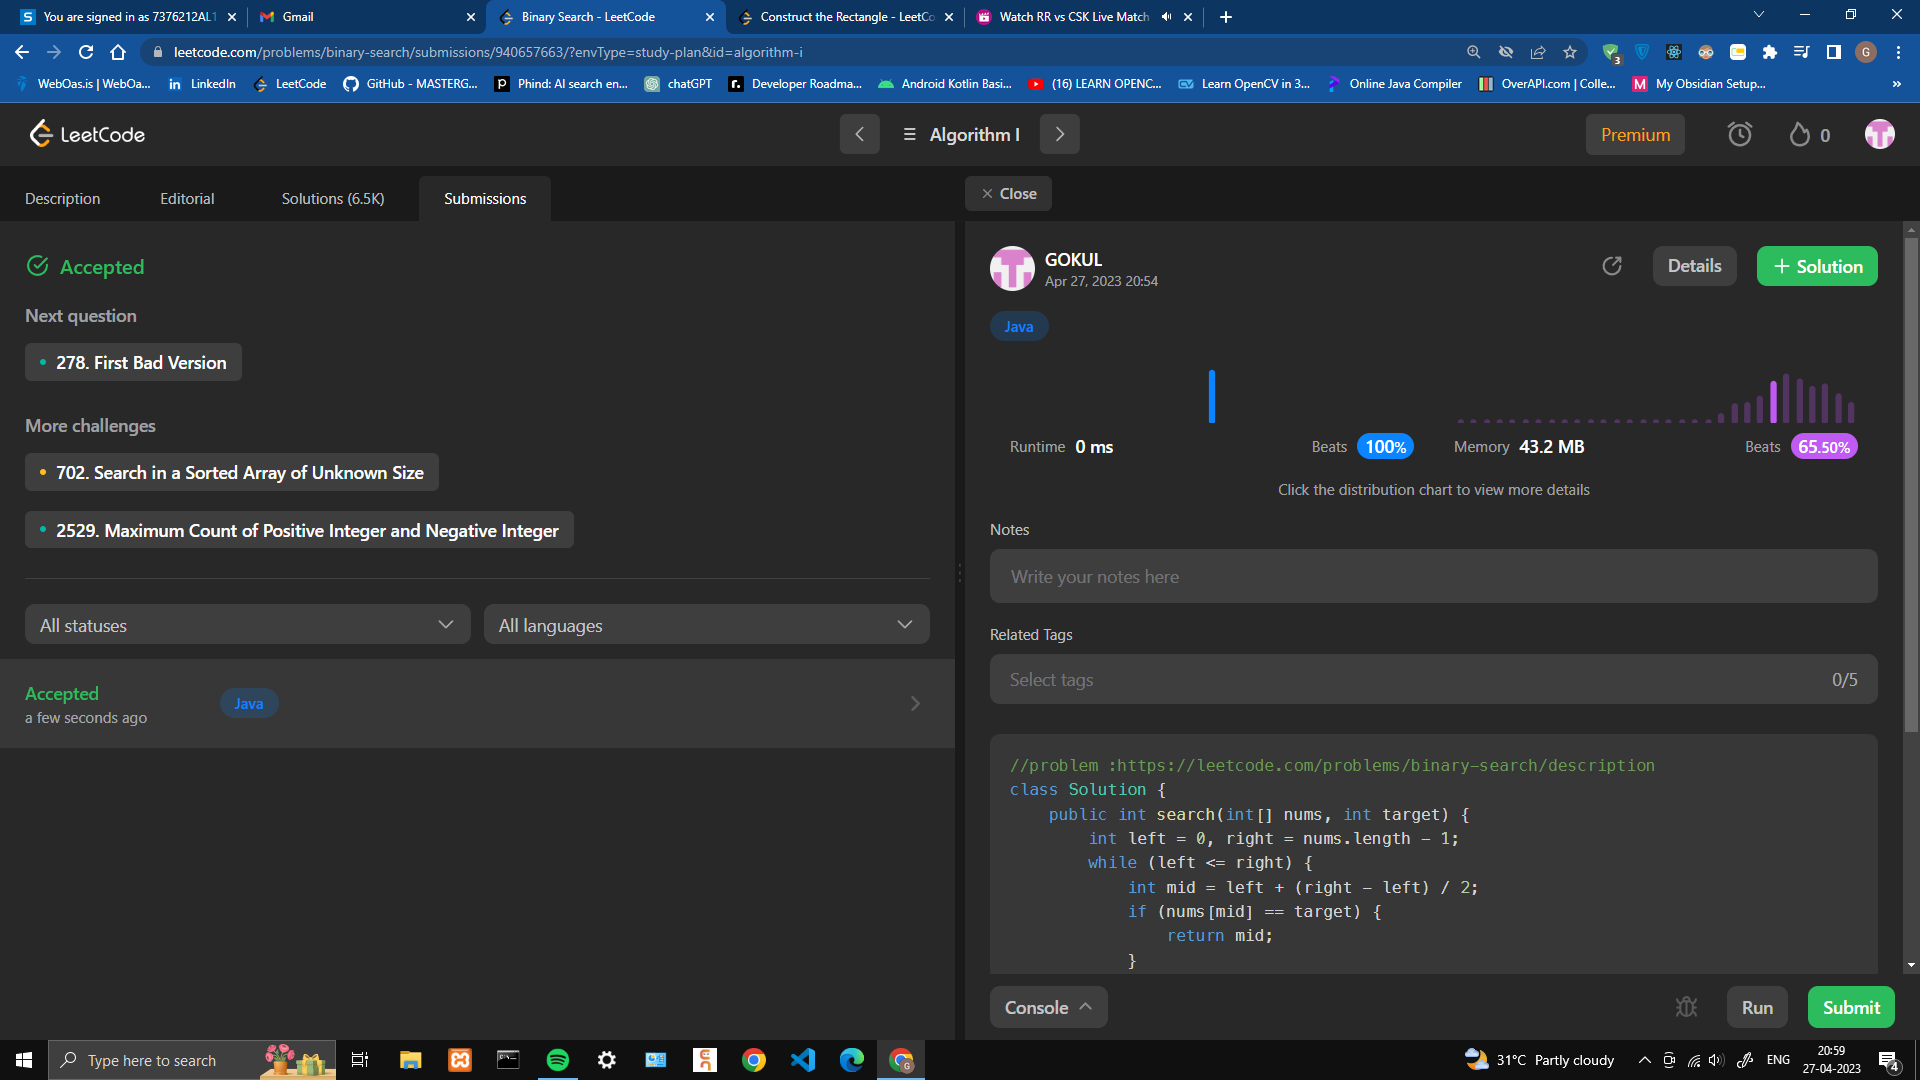 You are signed in as 7376212AL1
Gmail
Binary Search - LeetCode
Construct the Rectangle - LeetCo
Watch RR vs CSK Live Match
leetcode.com/problems/binary-search/submissions/940657663/?envType=study-plan&id=algorithm-i
3
G
WebOas.is | WebOa...
LinkedIn
LeetCode
GitHub - MASTERG...
Phind: AI search en...
chatGPT
Developer Roadma...
Android Kotlin Basi...
(16) LEARN OPENC...
Learn OpenCV in 3...
Online Java Compiler
OverAPI.com | Colle...
My Obsidian Setup...
»
LeetCode
Algorithm I
Premium
0
Description
Editorial
Solutions (6.5K)
Submissions
Close
Accepted
Next question
278. First Bad Version
More challenges
702. Search in a Sorted Array of Unknown Size
2529. Maximum Count of Positive Integer and Negative Integer
All statuses
All languages
Accepted
a few seconds ago
Java
GOKUL
Apr 27, 2023 20:54
Details
+ Solution
Java
Runtime 0 ms
Beats 100%
Memory 43.2 MB
Beats 65.50%
Click the distribution chart to view more details
Notes
Write your notes here
Related Tags
Select tags
0/5
//problem :https://leetcode.com/problems/binary-search/description
class Solution {
public int search(int[] nums, int target) {
int left = 0, right = nums.length - 1;
while (left <= right) {
int mid = left + (right - left) / 2;
if (nums[mid] == target) {
return mid;
}
Console
Run
Submit
Type here to search
31°C Partly cloudy
ENG
20:59
27-04-2023
4